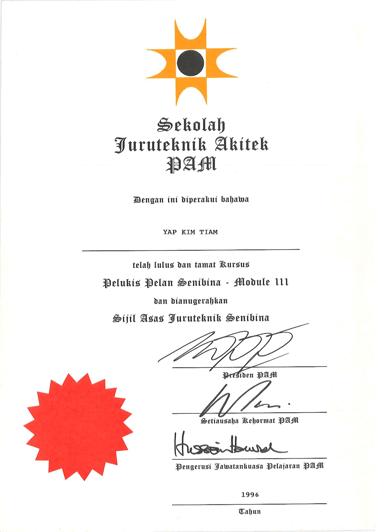 Sekolah
Juruteknik Akitek
PAM
Dengan ini diperakui bahawa
YAP KIM TIAM
telah lulus dan tamat Kursus
Pelukis Pelan Senibina - Module III
dan dianugerahkan
Sijil Asas Juruteknik Senibina
Presiden PAM
Setiausaha Kehormat PAM
Pengerusi Jawatankuasa Pelajaran PAM
1996
Tahun